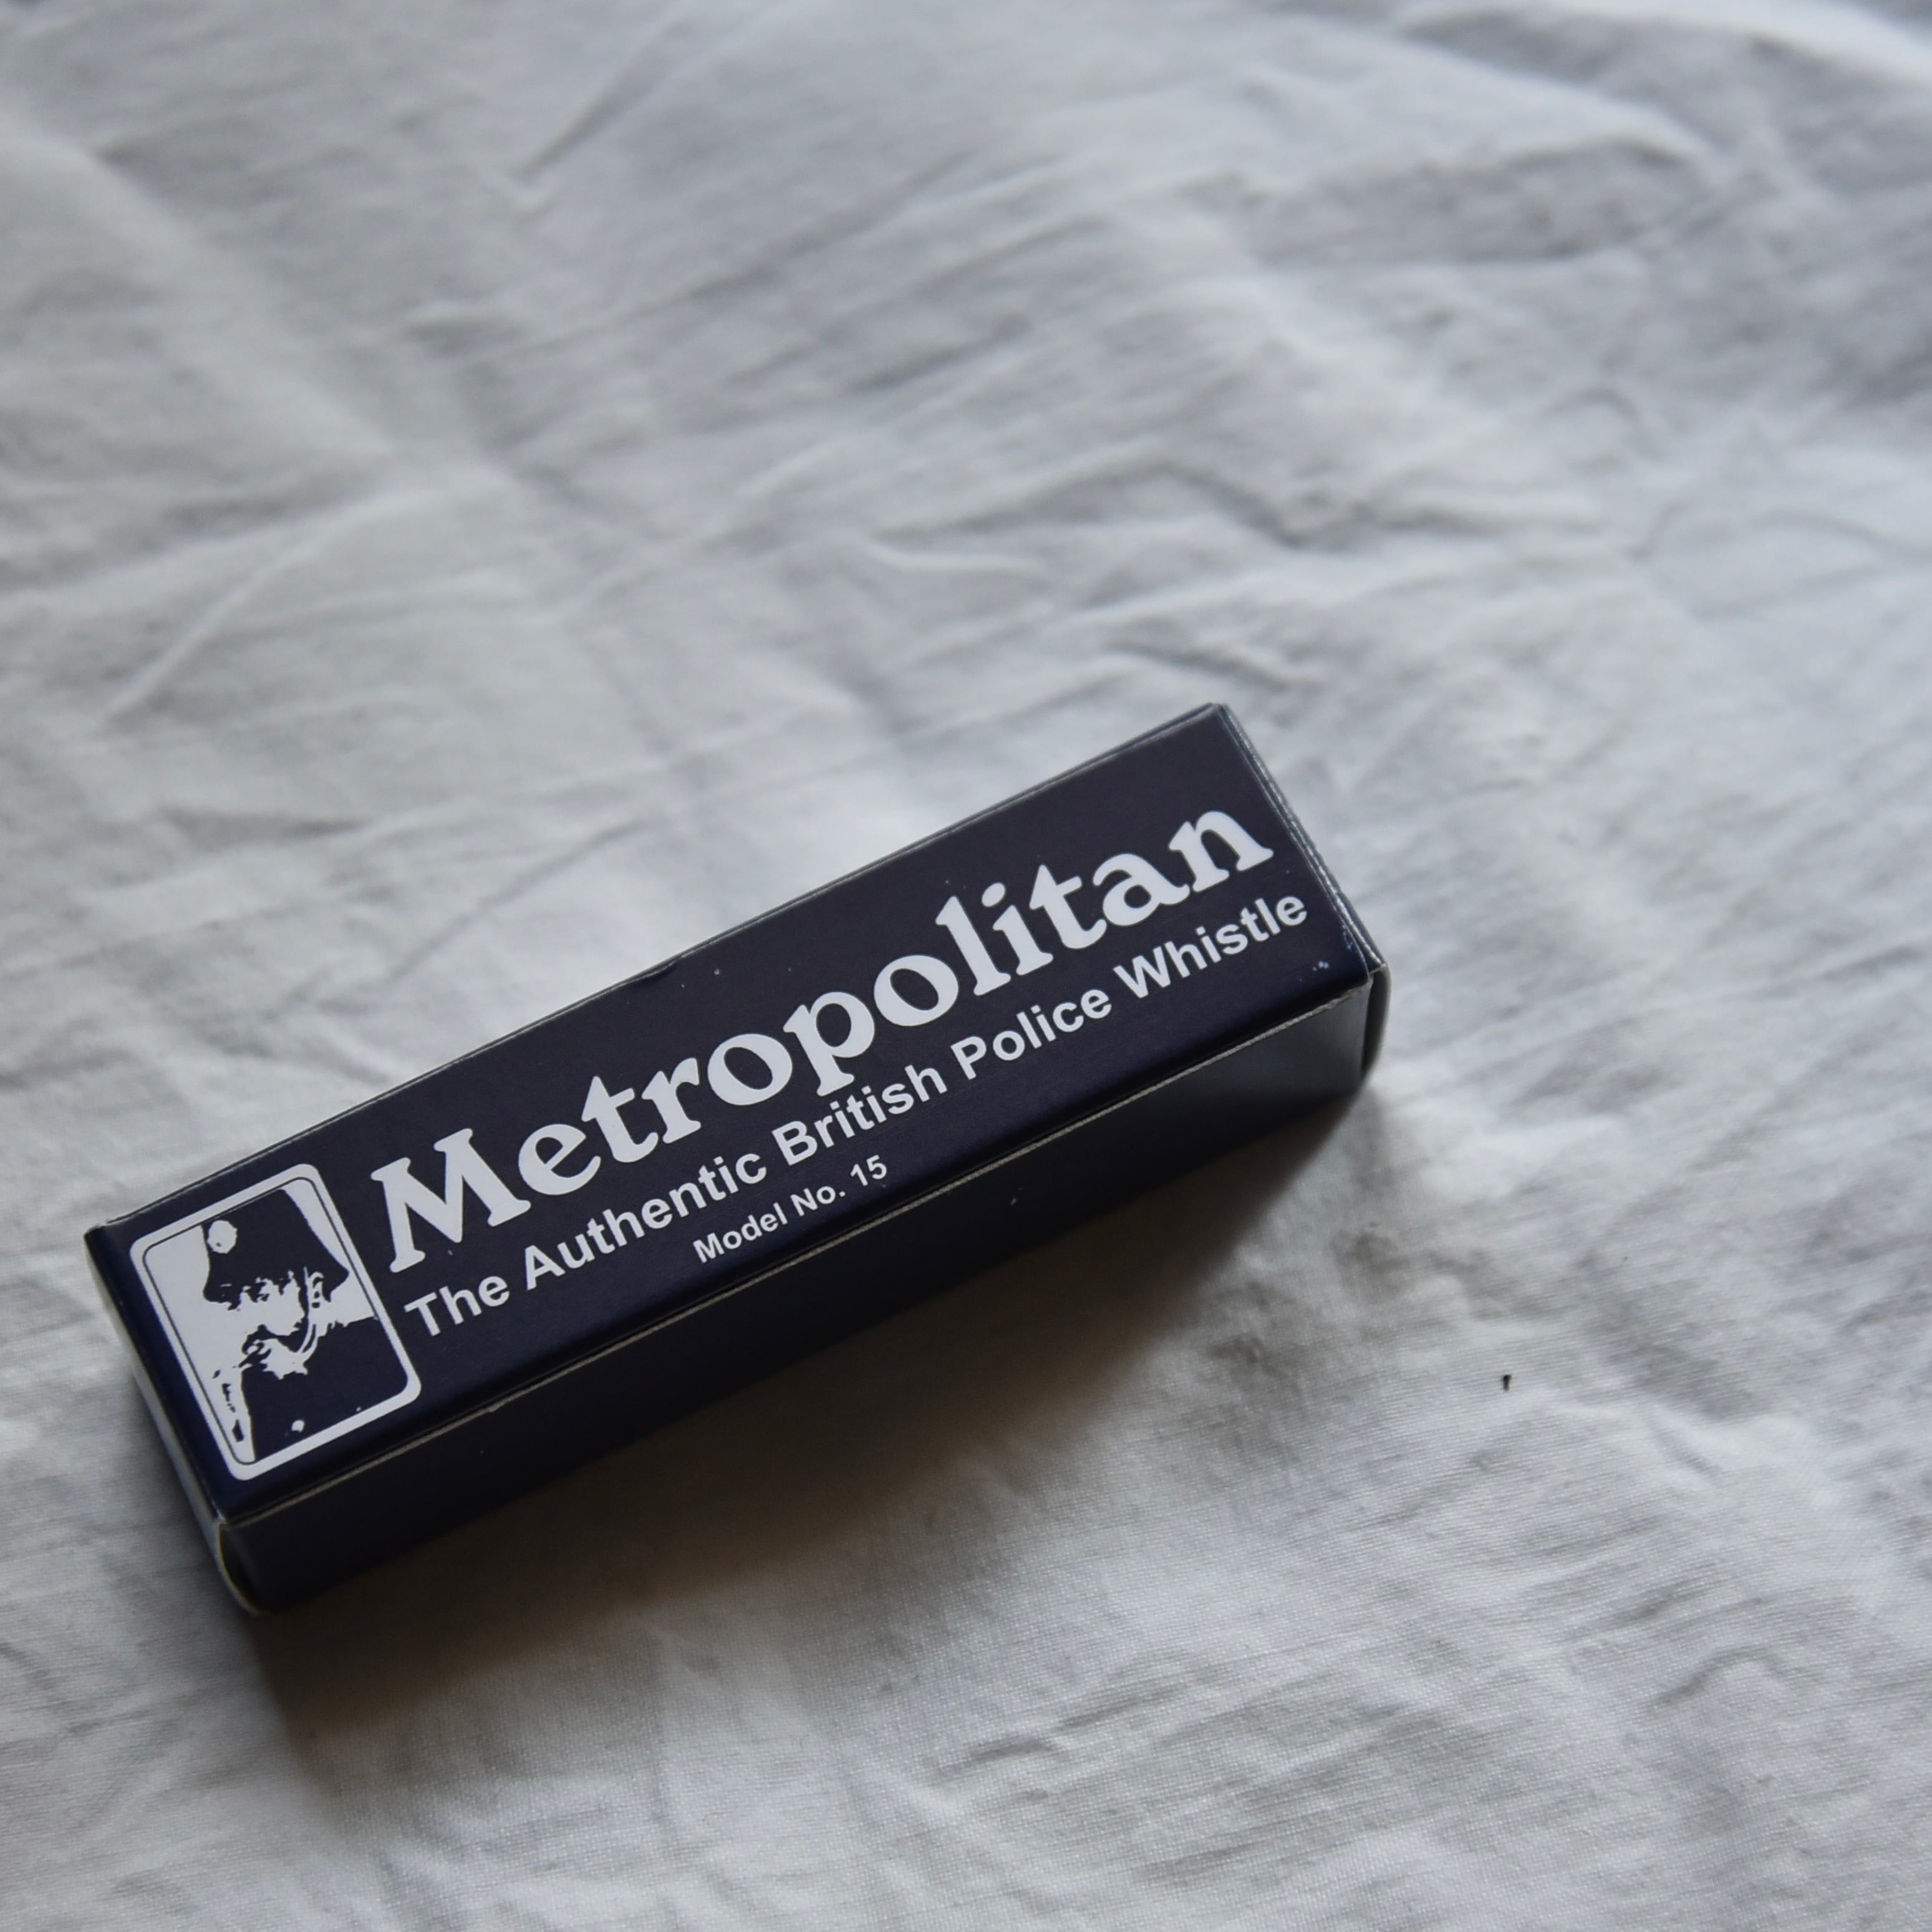 Metropolitan
The Authentic British Police Whistle
Model No. 15